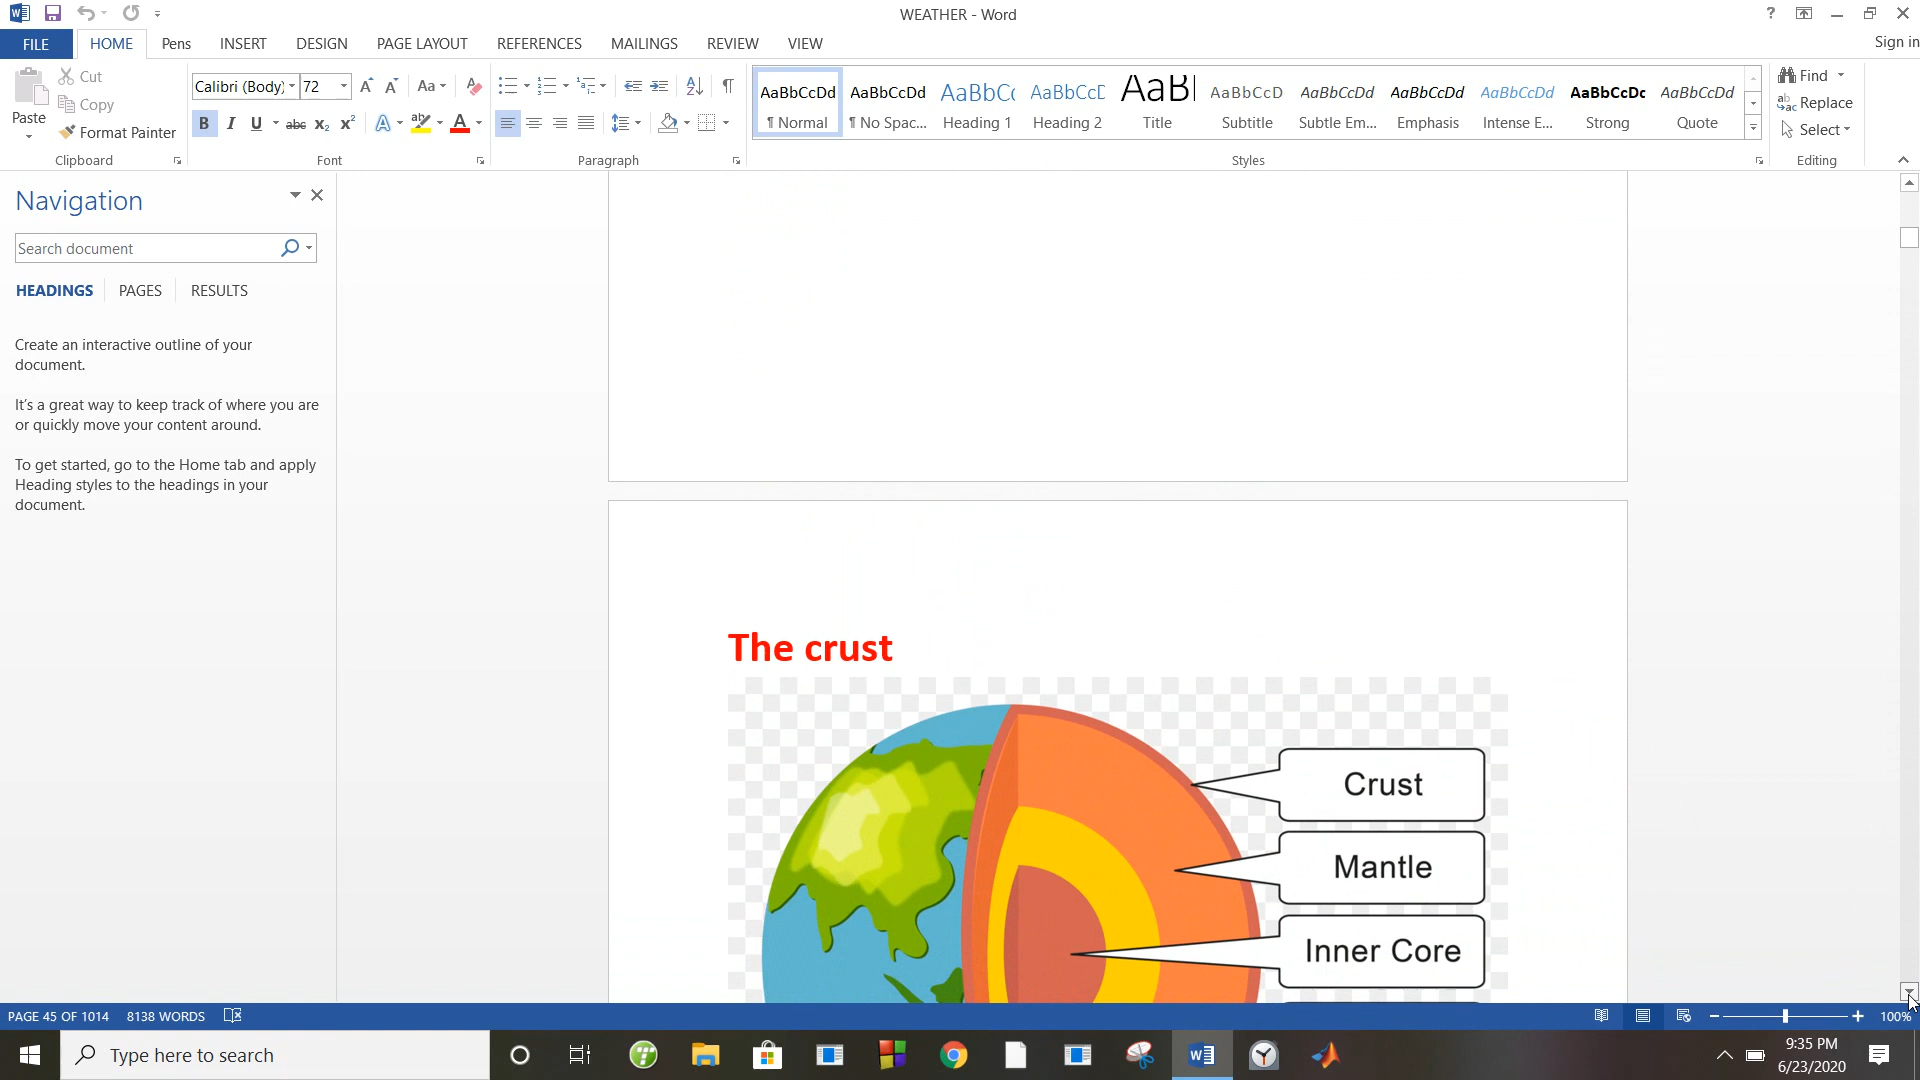 WEATHER - Word
?
FILE
HOME
Pens
INSERT
DESIGN
PAGE LAYOUT
REFERENCES
MAILINGS
REVIEW
VIEW
Sign in
Paste
Cut
Copy
Format Painter
Clipboard
Calibri (Body)
72
Aa
B I U abc x₂ x²
A
Font
¶
Paragraph
AaBbCcDd
¶ Normal
AaBbCcDd
¶ No Spac...
AaBbCc
Heading 1
AaBbCcD
Heading 2
AaBl
Title
AaBbCcD
Subtitle
AaBbCcDd
Subtle Em...
AaBbCcDd
Emphasis
AaBbCcDd
Intense E...
AaBbCcDc
Strong
AaBbCcDd
Quote
Styles
Find
Replace
Select
Editing
Navigation
Search document
HEADINGS
PAGES
RESULTS
Create an interactive outline of your
document.
It's a great way to keep track of where you are
or quickly move your content around.
To get started, go to the Home tab and apply
Heading styles to the headings in your
document.
The crust
Crust
Mantle
Inner Core
PAGE 45 OF 1014
8138 WORDS
100%
Type here to search
9:35 PM
6/23/2020